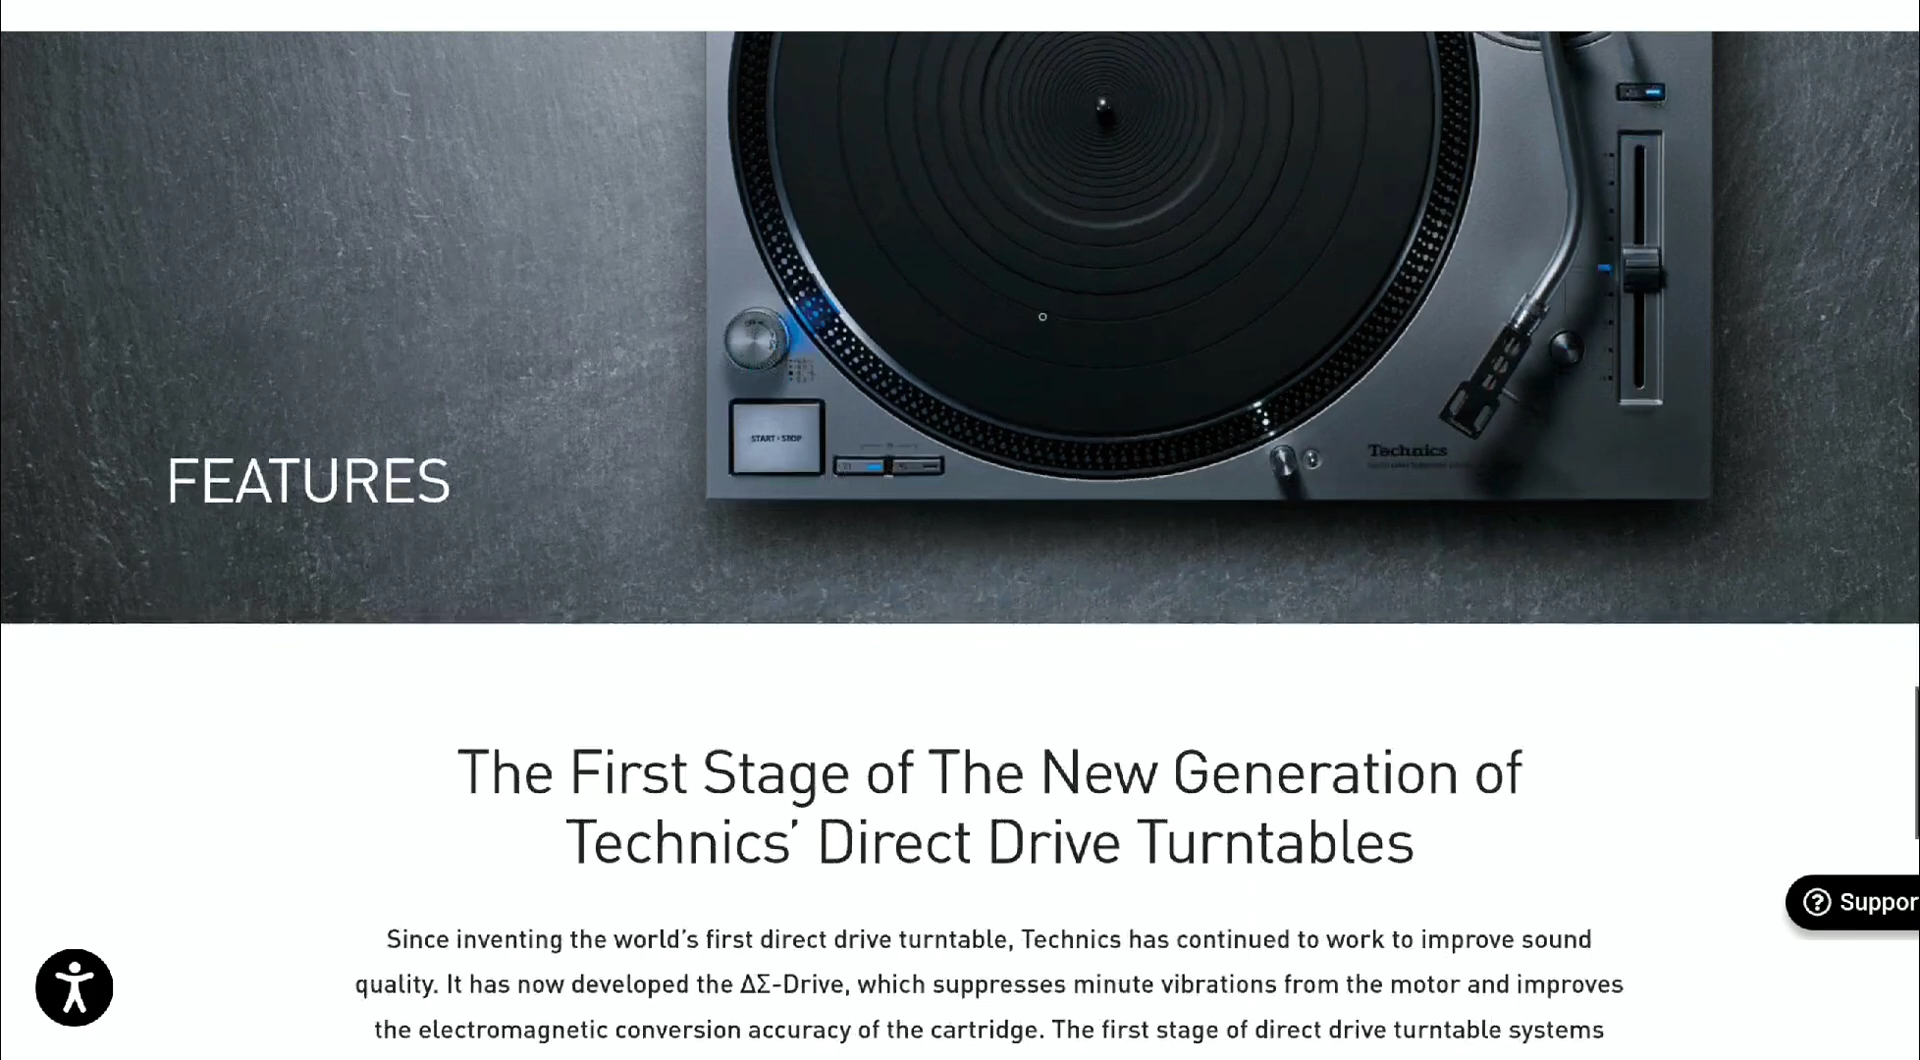 START • STOP
Technics
FEATURES
The First Stage of The New Generation of
Technics’ Direct Drive Turntables
Since inventing the world’s first direct drive turntable, Technics has continued to work to improve sound
quality. It has now developed the ΔΣ-Drive, which suppresses minute vibrations from the motor and improves
the electromagnetic conversion accuracy of the cartridge. The first stage of direct drive turntable systems
Suppor